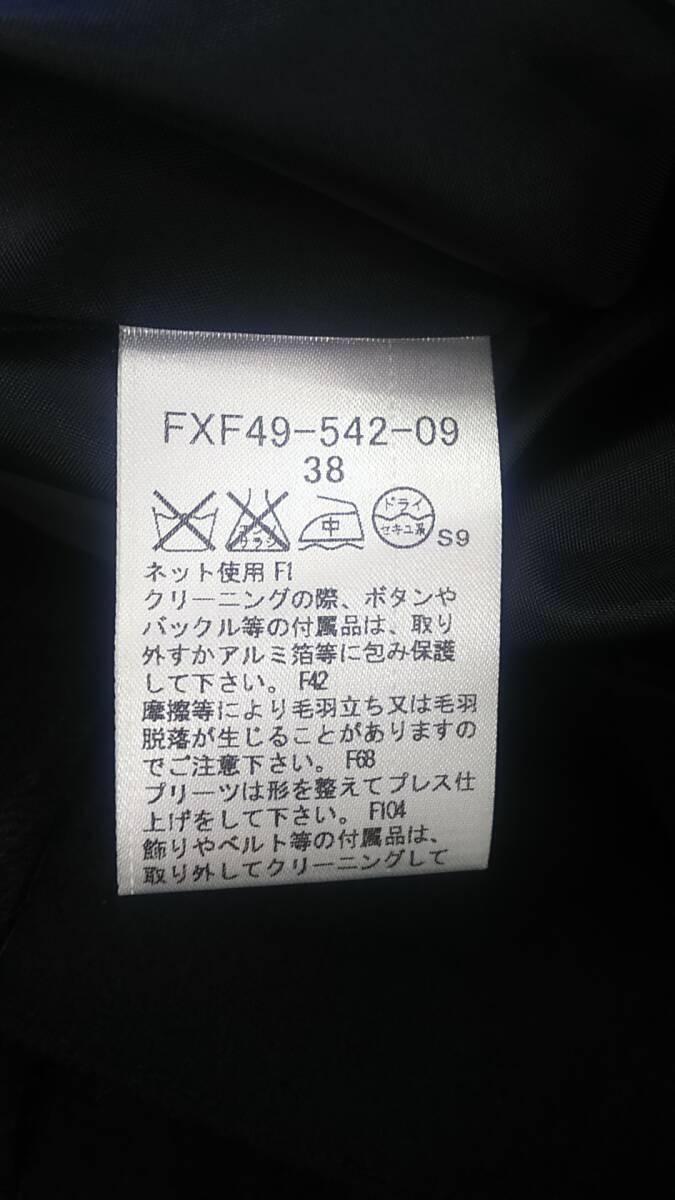 FXF49-542-09
38
中 ドライ
エンソ サラシ セキユ系 S9
ネット使用 F1
クリーニングの際、ボタンや
バックル等の付属品は、取り
外すかアルミ箔等に包み保護
して下さい。 F42
摩擦等により毛羽立ち又は毛羽
脱落が生じることがありますの
でご注意下さい。 F68
プリーツは形を整えてプレス仕
上げをして下さい。 F104
飾りやベルト等の付属品は、
取り外してクリーニングして